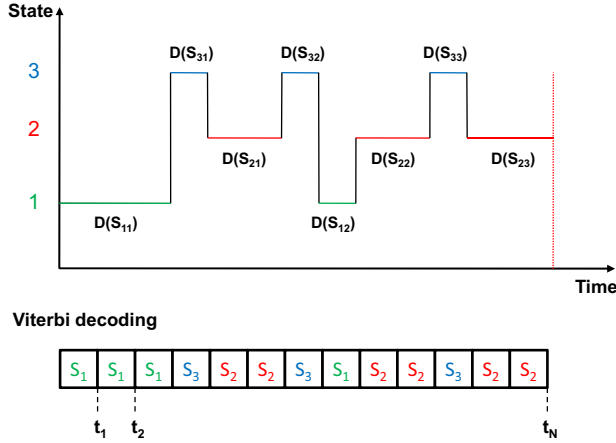 State
D(S₃₁) D(S₃₂) D(S₃₃)
3
2
D(S₂₁) D(S₂₂) D(S₂₃)
1
D(S₁₁) D(S₁₂)
Time
Viterbi decoding
S₁ S₁ S₁ S₃ S₂ S₂ S₃ S₁ S₂ S₂ S₃ S₂ S₂
t₁ t₂ t_N